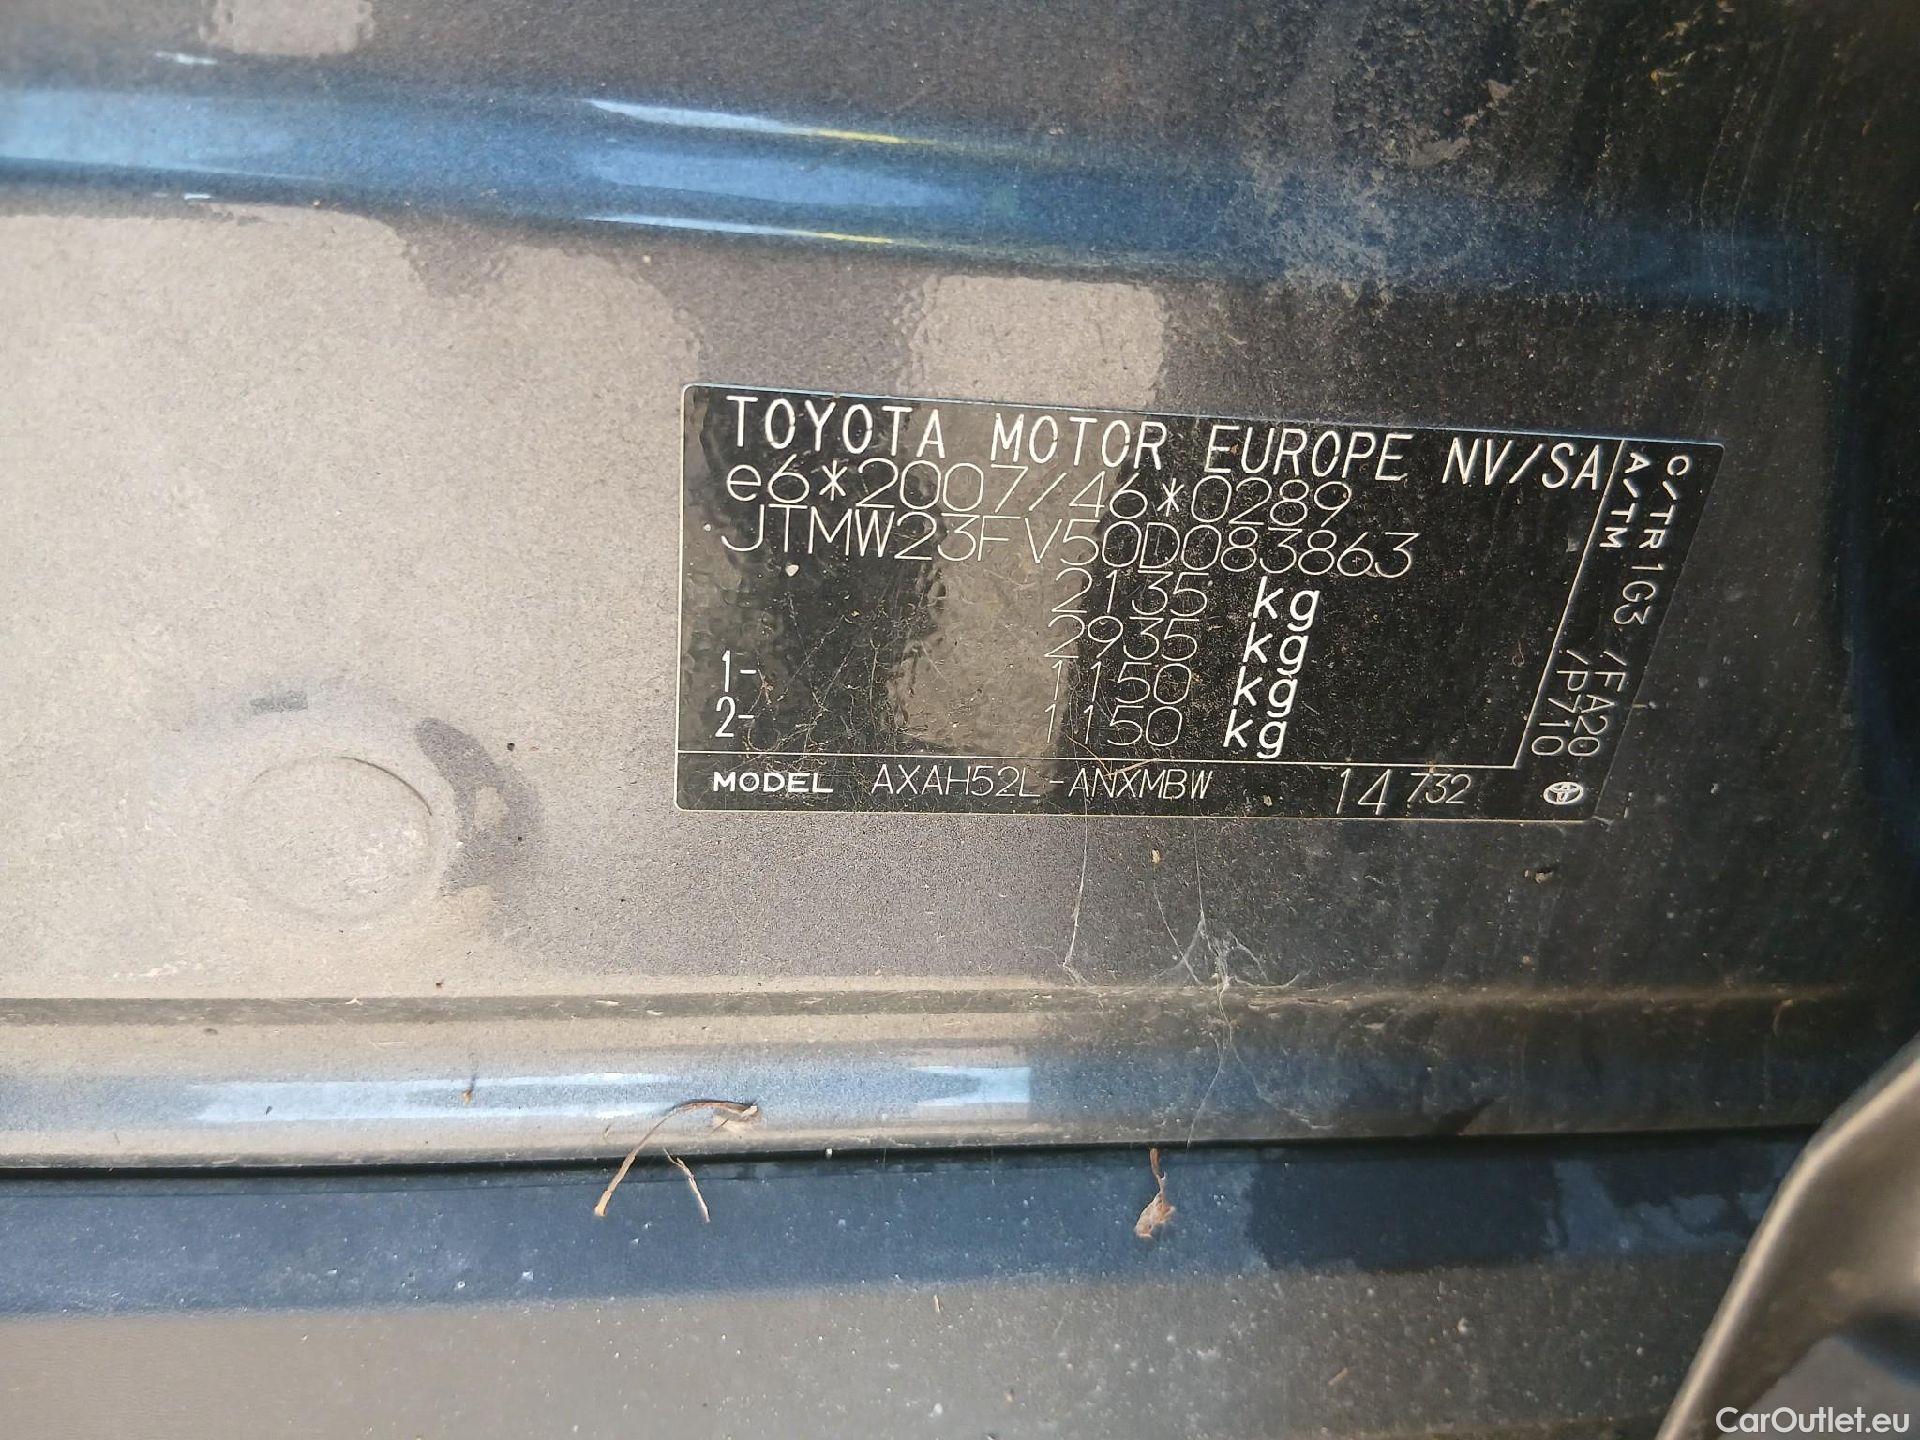 TOYOTA MOTOR EUROPE NV/SA
e6*2007/46*0289
JTMW23FV50D083863
2135 kg
2935 kg
1- 1150 kg
2- 1150 kg
MODEL AXAH52L-ANXMBW 14 732
C/TR 1G3 /FA20
A/TM /P710
CarOutlet.eu